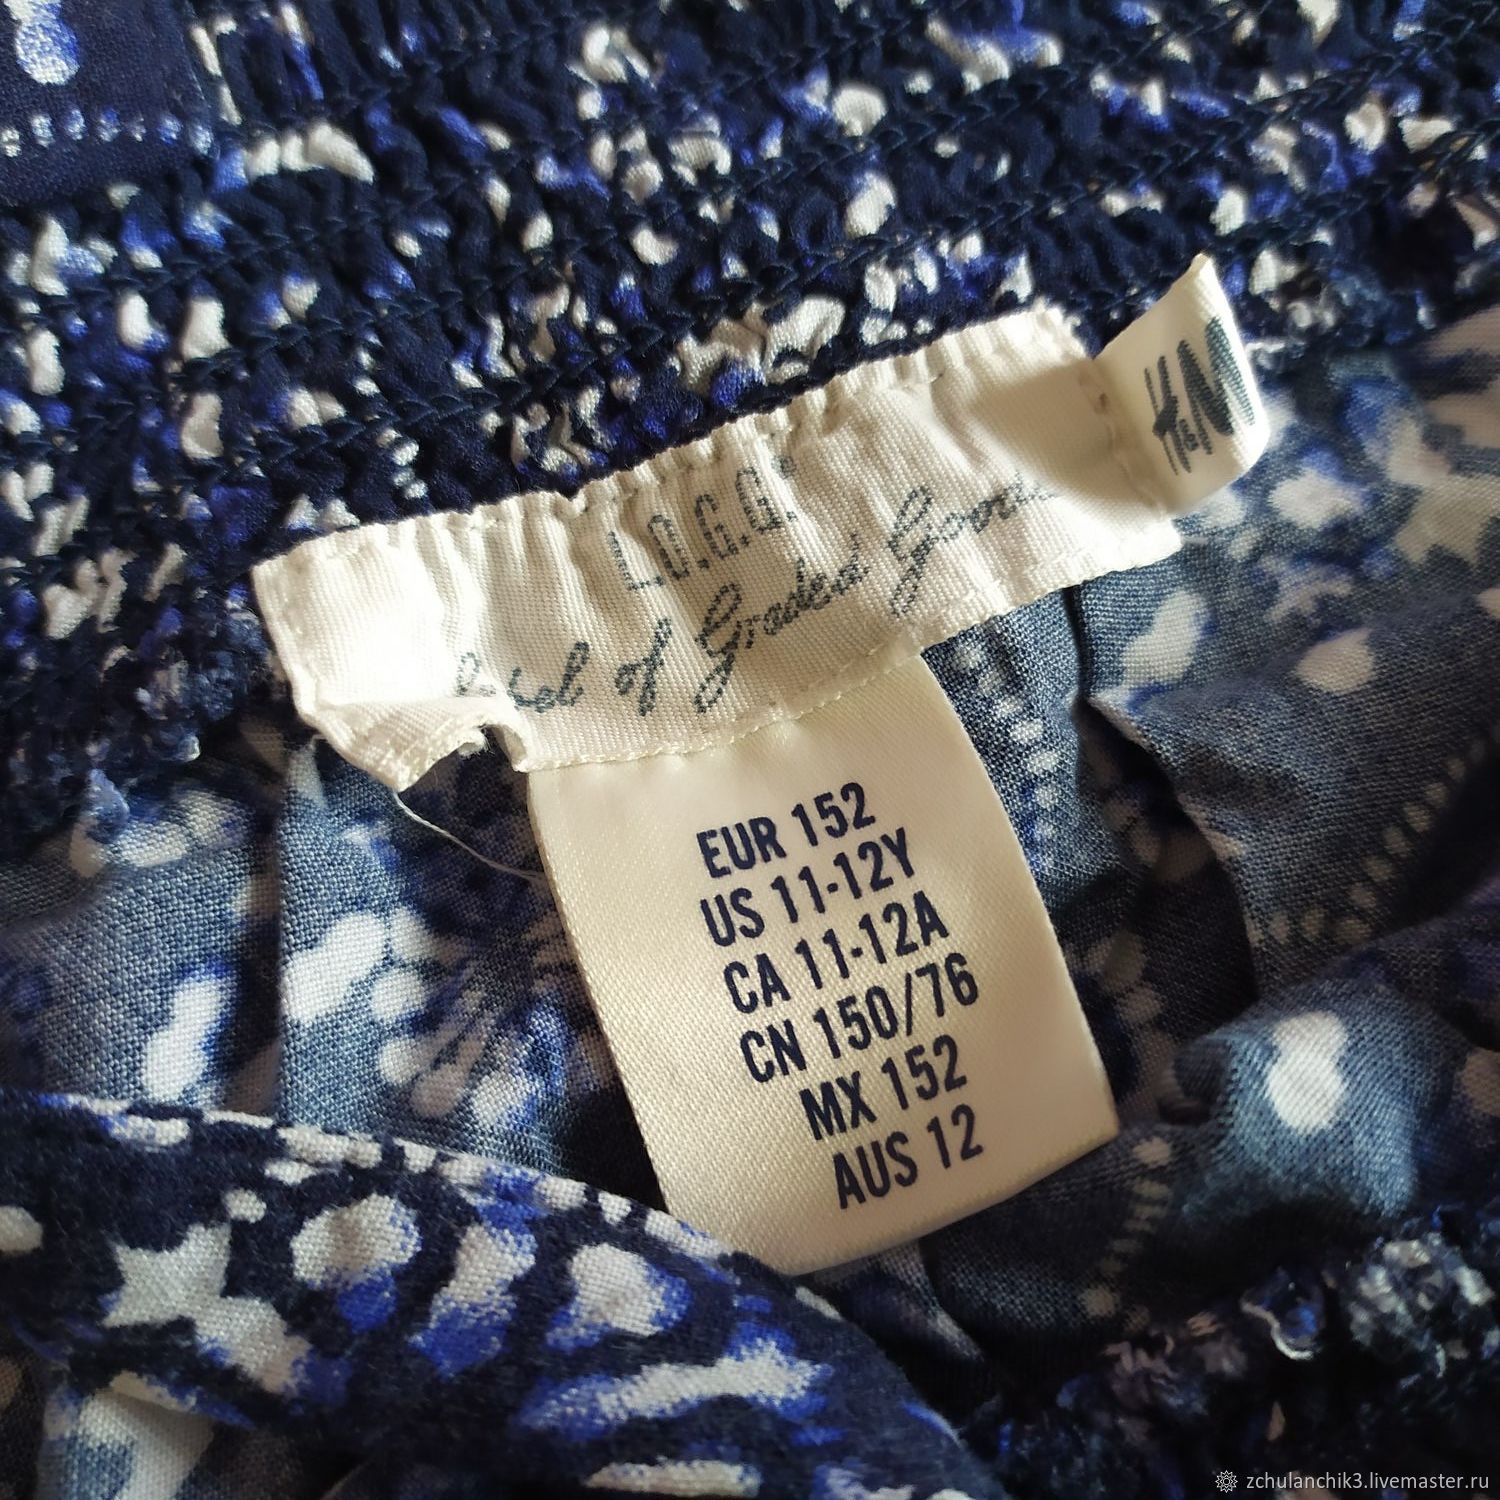 H&M
L.O.G.G.
Label of Graded Goods
EUR 152
US 11-12Y
CA 11-12A
CN 150/76
MX 152
AUS 12
zchulanchik3.livemaster.ru